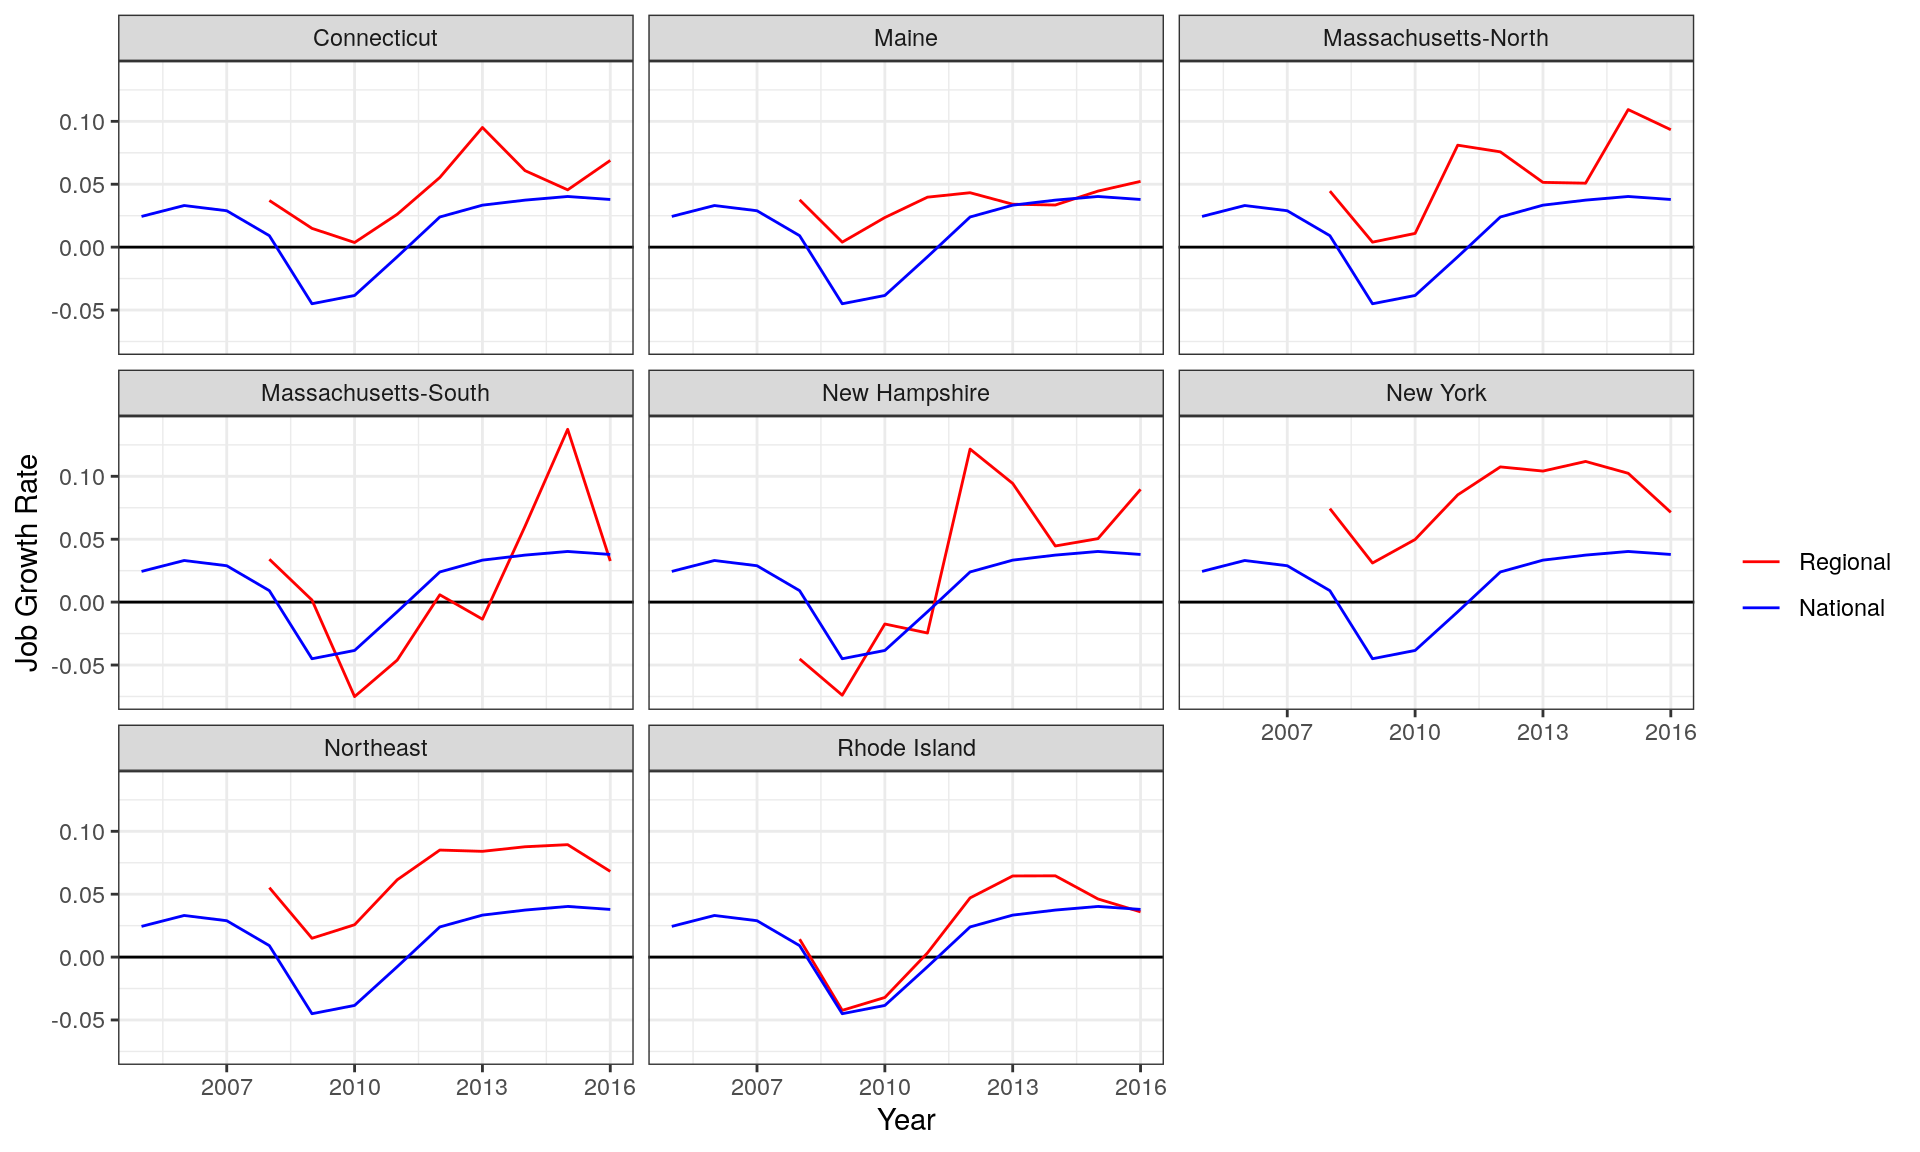 Connecticut
Maine
Massachusetts-North
0.10
0.05
0.00
-0.05
Massachusetts-South
New Hampshire
New York
0.10
0.05
0.00
-0.05
2007 2010 2013 2016
Northeast
Rhode Island
0.10
0.05
0.00
-0.05
2007 2010 2013 2016
2007 2010 2013 2016
Year
Job Growth Rate
Regional
National